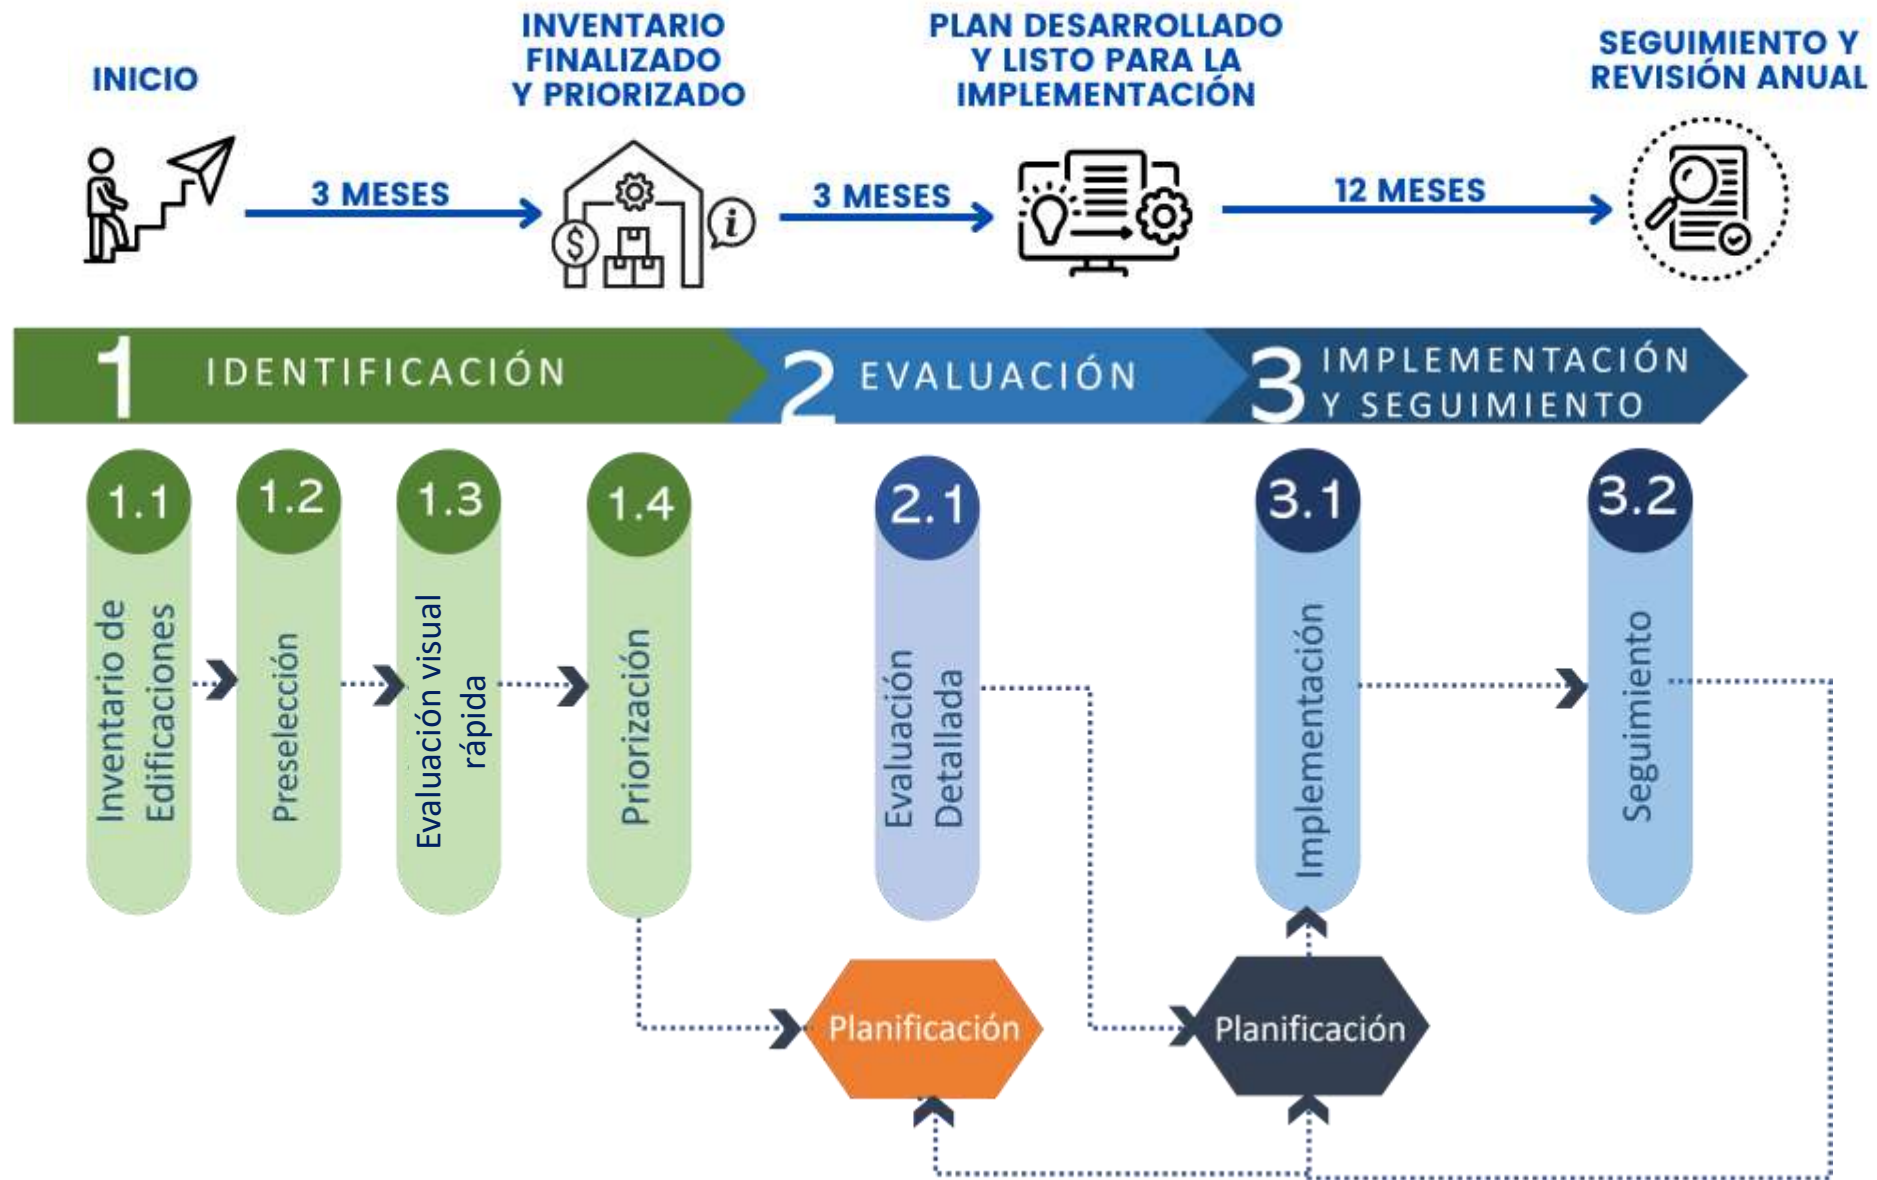 INICIO
INVENTARIO
FINALIZADO
Y PRIORIZADO
PLAN DESARROLLADO
Y LISTO PARA LA
IMPLEMENTACIÓN
SEGUIMIENTO Y
REVISIÓN ANUAL
3 MESES
3 MESES
12 MESES
$
i
1 IDENTIFICACIÓN
2 EVALUACIÓN
3 IMPLEMENTACIÓN
Y SEGUIMIENTO
1.1
Inventario de
Edificaciones
1.2
Preselección
1.3
Evaluación visual
rápida
1.4
Priorización
2.1
Evaluación
Detallada
3.1
Implementación
3.2
Seguimiento
Planificación
Planificación